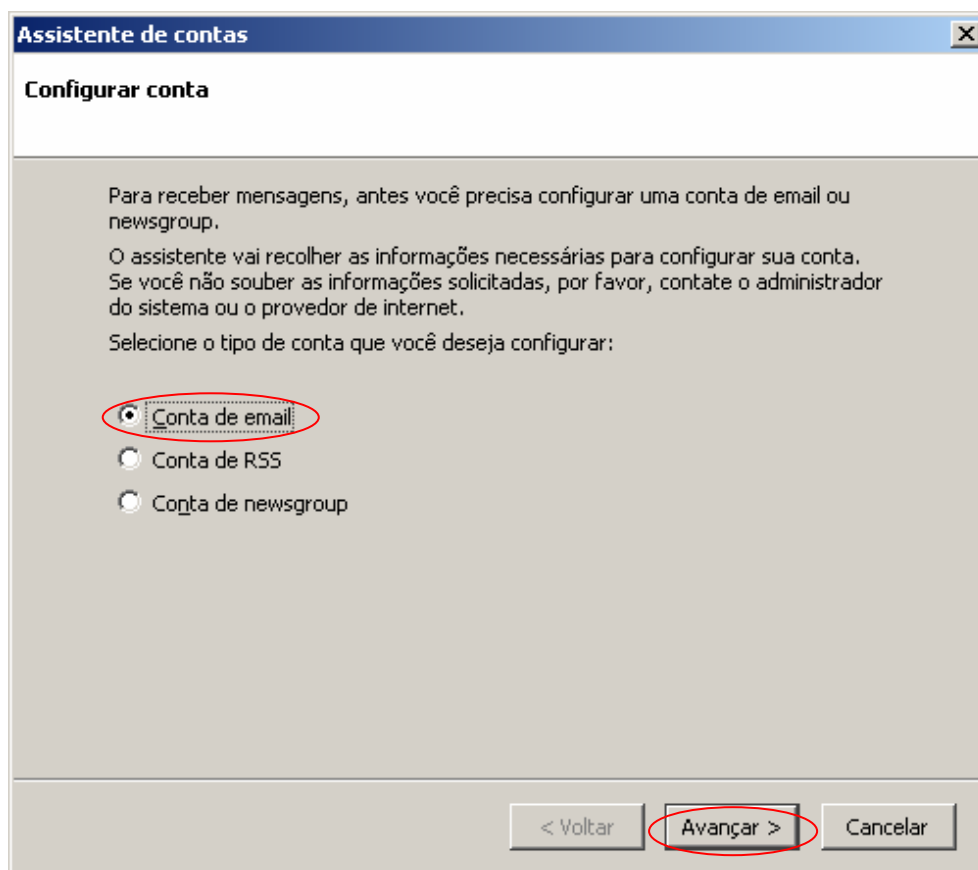 Assistente de contas
Configurar conta
Para receber mensagens, antes você precisa configurar uma conta de email ou
newsgroup.
O assistente vai recolher as informações necessárias para configurar sua conta.
Se você não souber as informações solicitadas, por favor, contate o administrador
do sistema ou o provedor de internet.
Selecione o tipo de conta que você deseja configurar:
Conta de email
Conta de RSS
Conta de newsgroup
< Voltar Avançar > Cancelar